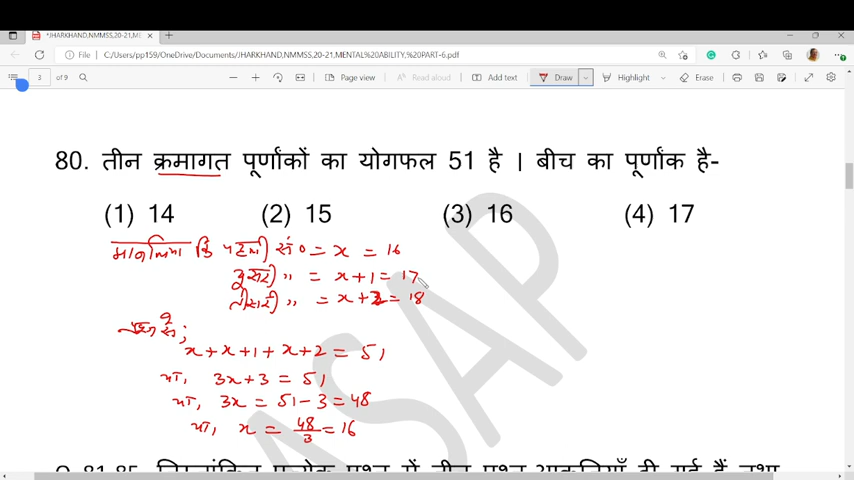 *JHARKHAND,NMMSS,20-21,MENTAL
File C:/Users/pp159/OneDrive/Documents/JHARKHAND,NMMSS,20-21,MENTAL%20ABILITY,%20PART-6.pdf
3 of 9 Page view Read aloud Add text Draw Highlight Erase
80. तीन क्रमागत पूर्णांकों का योगफल 51 है । बीच का पूर्णांक है-
(1) 14 (2) 15 (3) 16 (4) 17
मानलिया कि पहली सं० = x = 16
दुसरी " = x + 1 = 17
तीसरी " = x + 2 = 18
प्रश्न से;
x + x + 1 + x + 2 = 51
या, 3x + 3 = 51
या, 3x = 51 - 3 = 48
या, x = 48/3 = 16
ASAP